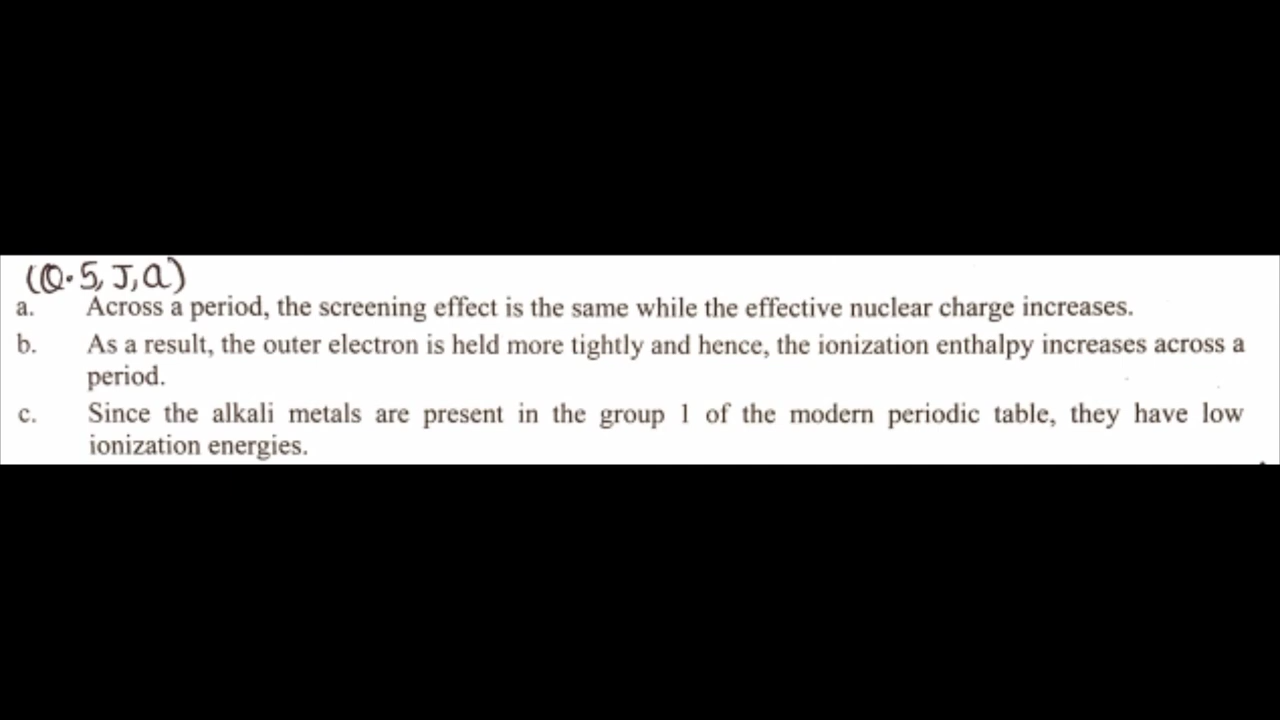 (Q.5, J, a)
a. Across a period, the screening effect is the same while the effective nuclear charge increases.
b. As a result, the outer electron is held more tightly and hence, the ionization enthalpy increases across a
period.
c. Since the alkali metals are present in the group 1 of the modern periodic table, they have low
ionization energies.